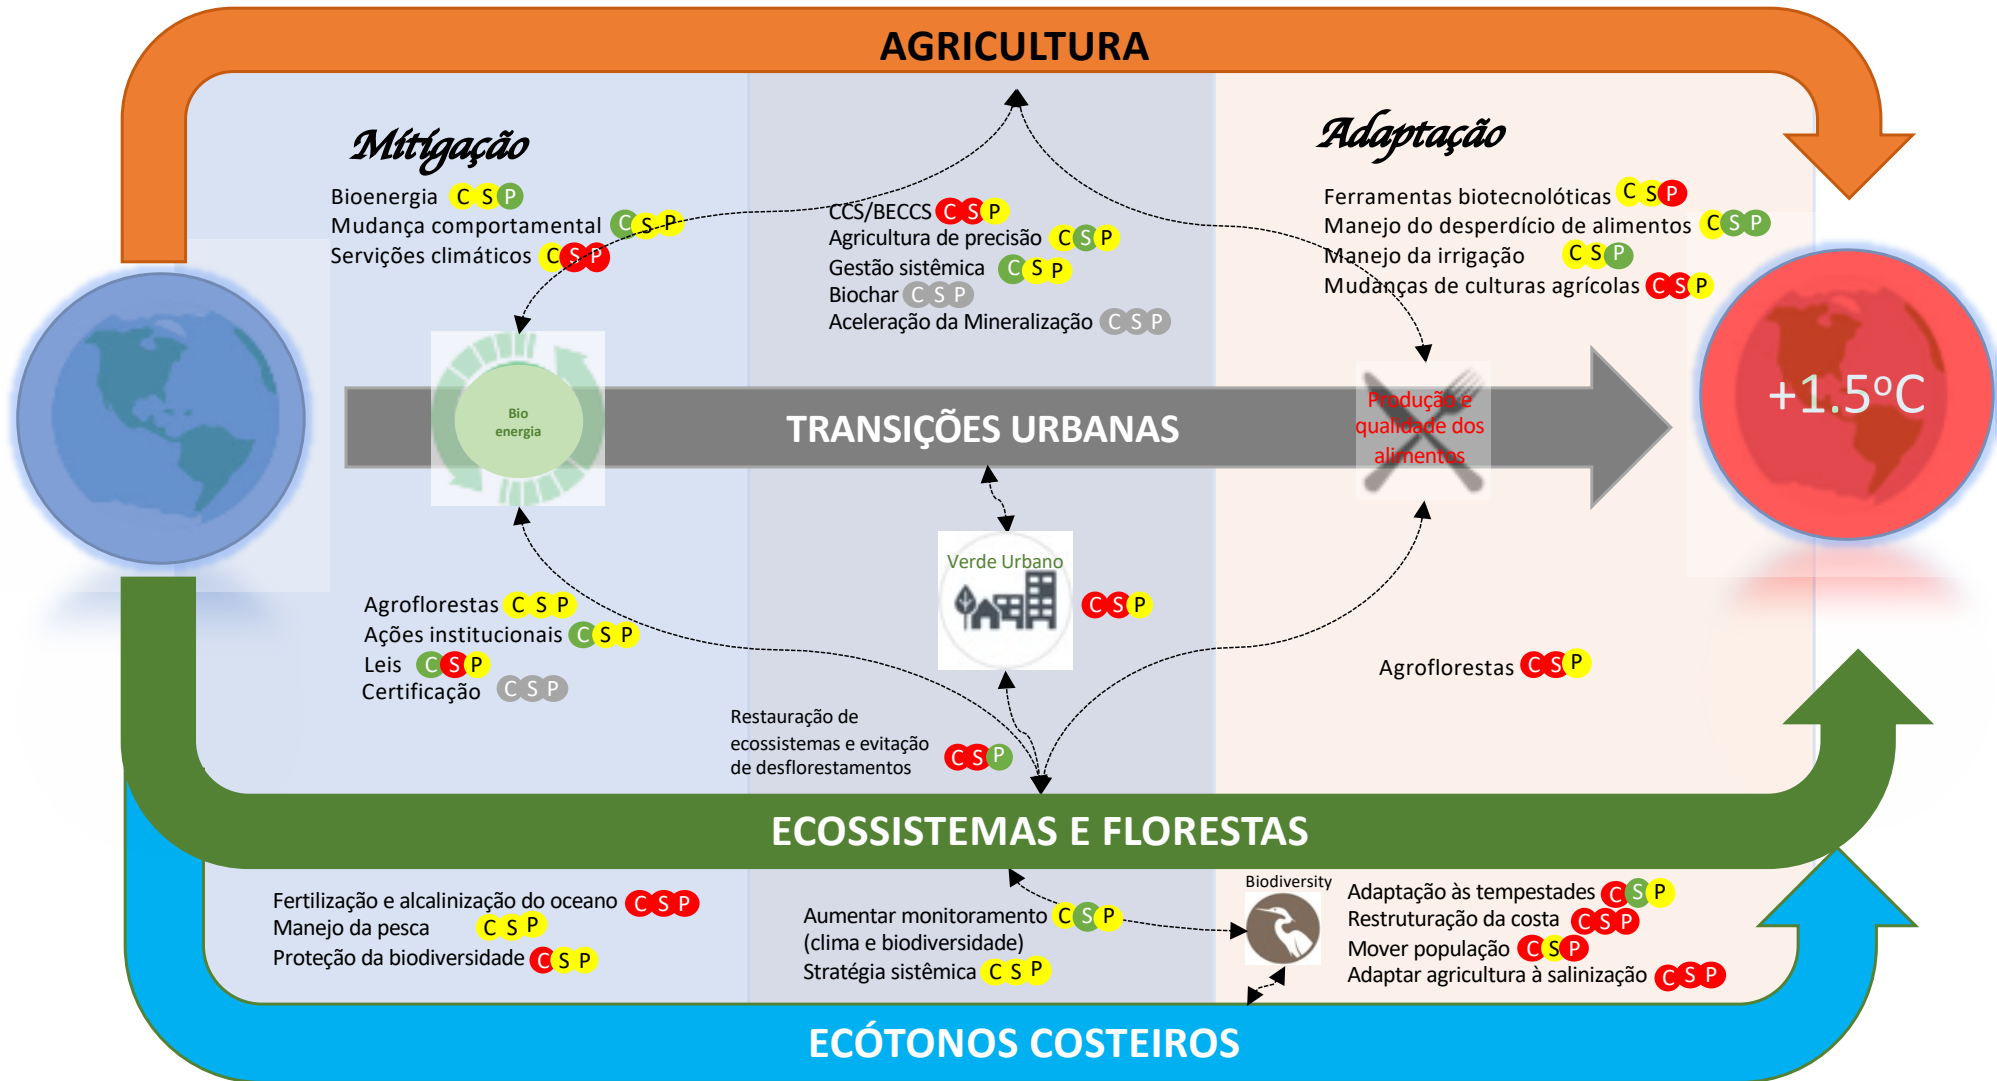 AGRICULTURA
Mitigação
Bioenergia C S P
Mudança comportamental C S P
Servições climáticos C S P
CCS/BECCS C S P
Agricultura de precisão C S P
Gestão sistêmica C S P
Biochar C S P
Aceleração da Mineralização C S P
Adaptação
Ferramentas biotecnolóticas C S P
Manejo do desperdício de alimentos C S P
Manejo da irrigação C S P
Mudanças de culturas agrícolas C S P
Bio
energia
TRANSIÇÕES URBANAS
Produção e
qualidade dos
alimentos
+1.5ºC
Verde Urbano
C S P
Agroflorestas C S P
Ações institucionais C S P
Leis C S P
Certificação C S P
Agroflorestas C S P
Restauração de
ecossistemas e evitação
de desflorestamentos
C S P
ECOSSISTEMAS E FLORESTAS
Fertilização e alcalinização do oceano C S P
Manejo da pesca C S P
Proteção da biodiversidade C S P
Aumentar monitoramento C S P
(clima e biodiversidade)
Stratégia sistêmica C S P
Biodiversity
Adaptação às tempestades C S P
Restruturação da costa C S P
Mover população C S P
Adaptar agricultura à salinização C S P
ECÓTONOS COSTEIROS